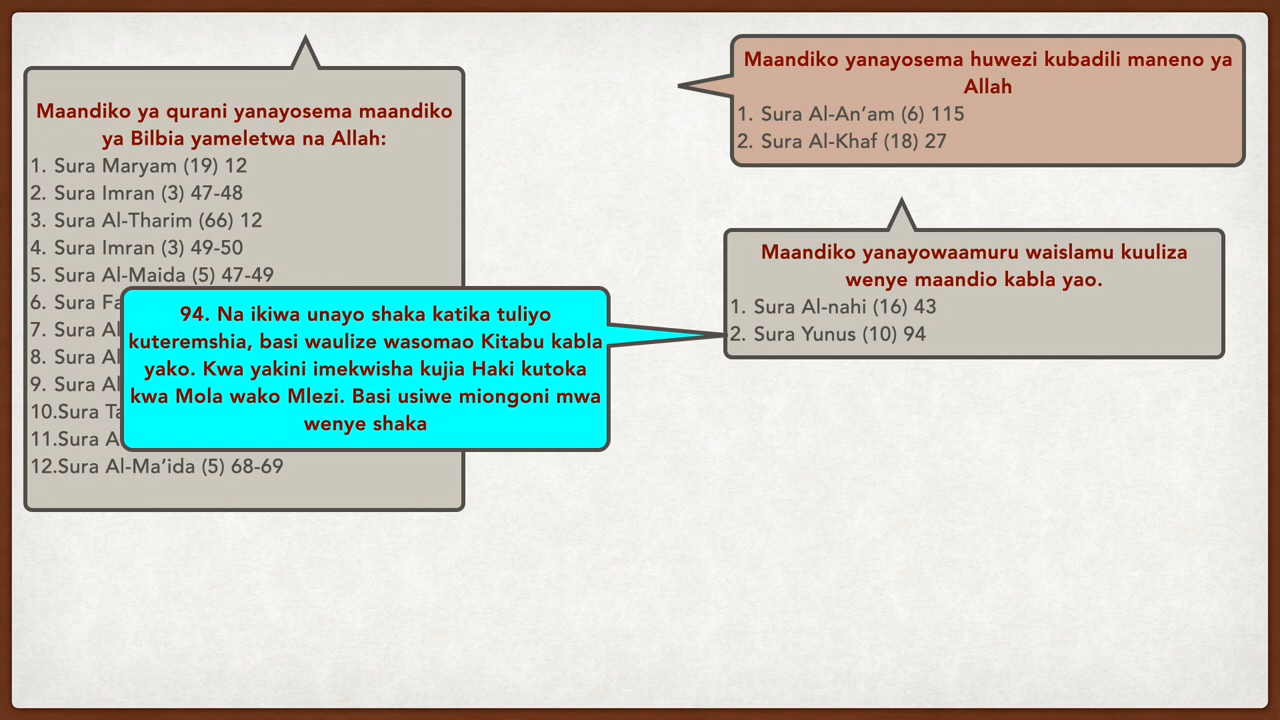 Maandiko ya qurani yanayosema maandiko
ya Bilbia yameletwa na Allah:
1. Sura Maryam (19) 12
2. Sura Imran (3) 47-48
3. Sura Al-Tharim (66) 12
4. Sura Imran (3) 49-50
5. Sura Al-Maida (5) 47-49
6. Sura
7. Sura
8. Sura
9. Sura
10.Sura
11.Sura
12.Sura Al-Ma’ida (5) 68-69
94. Na ikiwa unayo shaka katika tuliyo
kuteremshia, basi waulize wasomao Kitabu kabla
yako. Kwa yakini imekwisha kujia Haki kutoka
kwa Mola wako Mlezi. Basi usiwe miongoni mwa
wenye shaka
Maandiko yanayosema huwezi kubadili maneno ya
Allah
1. Sura Al-An’am (6) 115
2. Sura Al-Khaf (18) 27
Maandiko yanayowaamuru waislamu kuuliza
wenye maandio kabla yao.
1. Sura Al-nahi (16) 43
2. Sura Yunus (10) 94